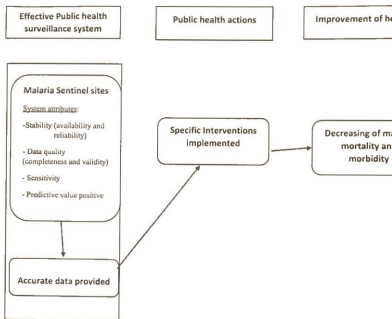 Effective Public health
surveillance system
Public health actions
Improvement of he
Malaria Sentinel sites
System attributes:
-Stability (availability and
reliability)
- Data quality
(completeness and validity)
- Sensitivity
- Predictive value positive
Accurate data provided
Specific Interventions
implemented
Decreasing of ma
mortality an
morbidity